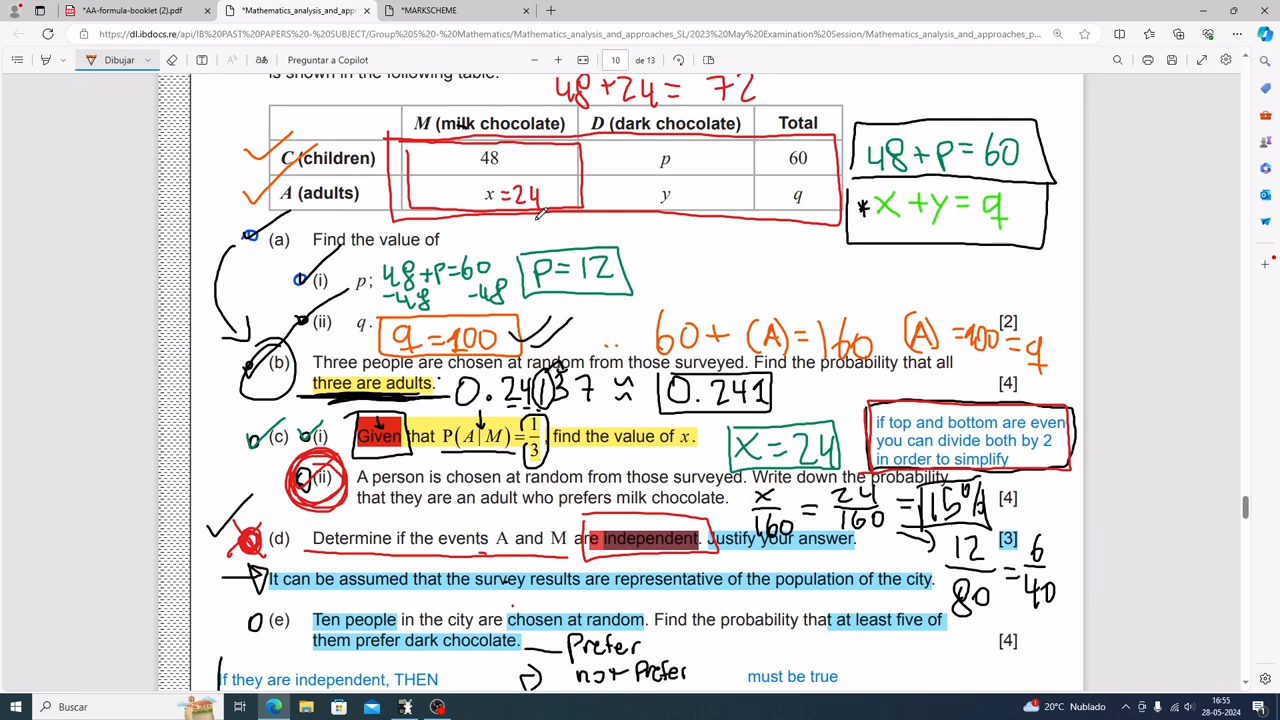 *AA-formula-booklet (2).pdf
*Mathematics_analysis_and_app
*MARKSCHEME
https://dl.ibdocs.re/api/IB%20PAST%20PAPERS%20-%20SUBJECT/Group%205%20-%20Mathematics/Mathematics_analysis_and_approaches_SL/2023%20May%20Examination%20Session/Mathematics_analysis_and_approaches_p...
Dibujar
Preguntar a Copilot
10 de 13
is shown in the following table.
48+24= 72
M (milk chocolate) D (dark chocolate) Total
C (children) 48 p 60
A (adults) x =24 y q
48+p=60
*x+y=q
(a) Find the value of
(i) p; 48+p=60 P=12
-48 -48
(ii) q. [2]
q=100 .. 60+ (A)=160 (A)=100=q
(b) Three people are chosen at random from those surveyed. Find the probability that all
three are adults. [4]
0.24137 ≈ 0.241
(c) (i) Given that P(A|M)=1/3, find the value of x.
x=24
if top and bottom are even
you can divide both by 2
in order to simplify
(ii) A person is chosen at random from those surveyed. Write down the probability
that they are an adult who prefers milk chocolate. [4]
x/160 = 24/160 = 15%
(d) Determine if the events A and M are independent. Justify your answer. [3]
12/80 = 6/40
It can be assumed that the survey results are representative of the population of the city.
(e) Ten people in the city are chosen at random. Find the probability that at least five of
them prefer dark chocolate. [4]
Prefer
not Prefer
If they are independent, THEN must be true
Buscar
20°C Nublado
16:55
28-05-2024